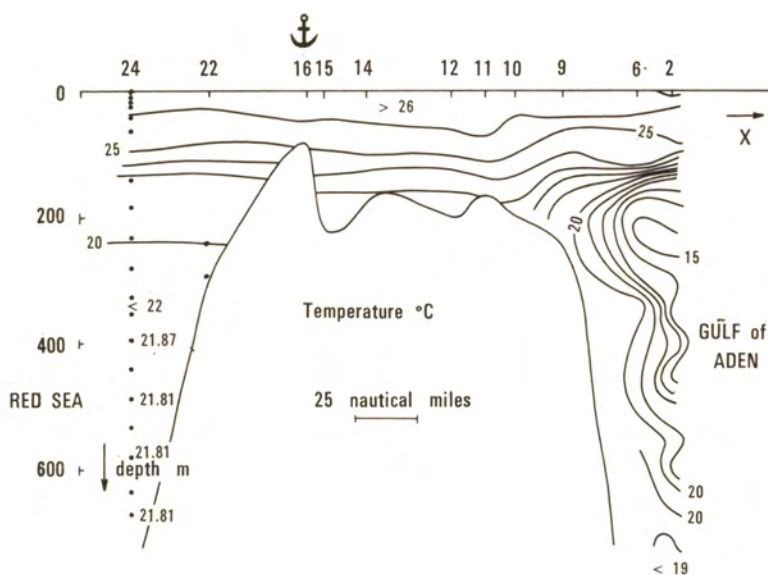 24 22 16 15 14 12 11 10 9 6 2
0
> 26
25
X
25
200
20
20
15
< 22
Temperature °C
400
21.87
GULF of
ADEN
RED SEA
21.81
25 nautical miles
21.81
600
depth m
20
21.81
20
< 19